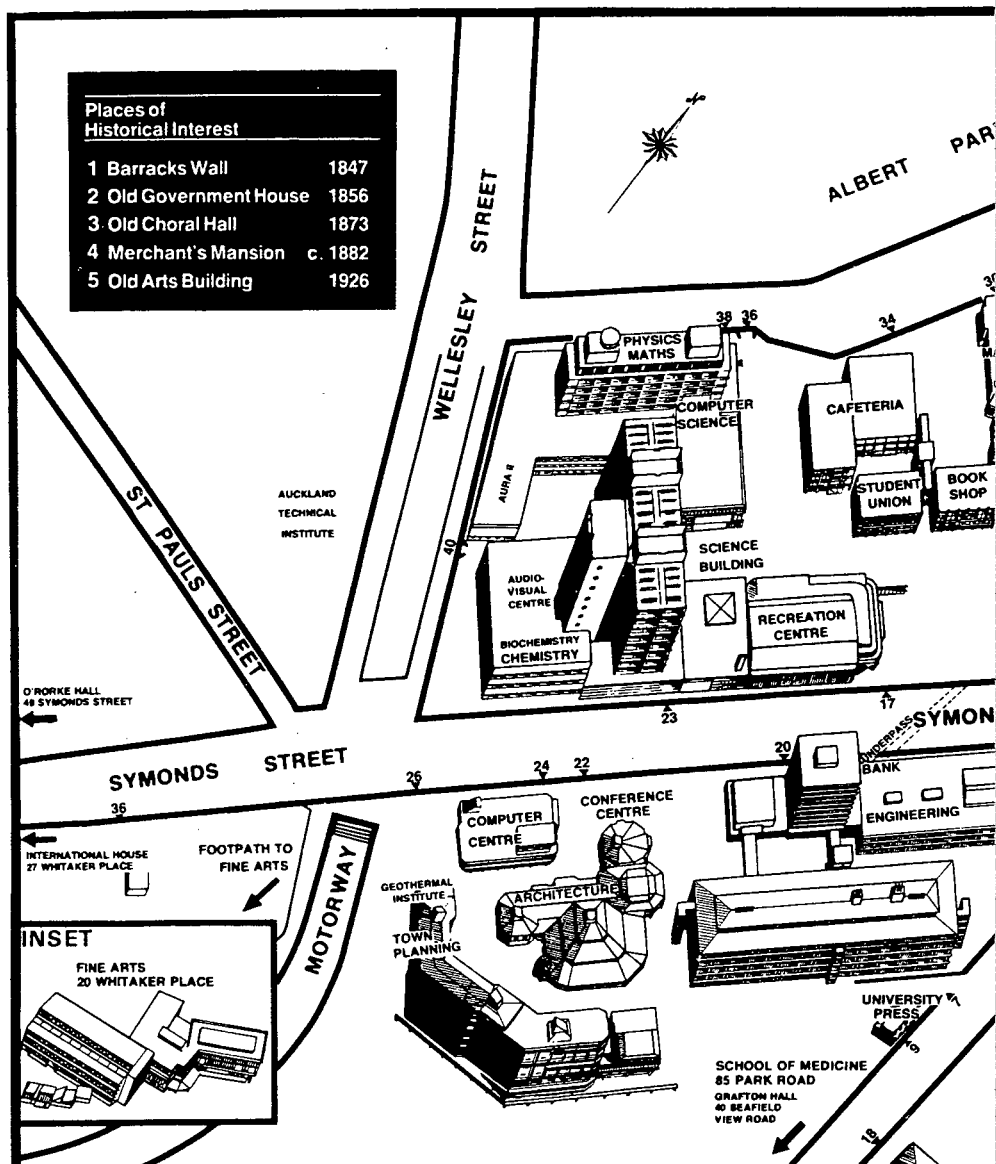 Places of
Historical Interest
1 Barracks Wall 1847
2 Old Government House 1856
3 Old Choral Hall 1873
4 Merchant's Mansion c. 1882
5 Old Arts Building 1926
WELLESLEY STREET
N
ALBERT PAR
38 36
34
30
PHYSICS
MATHS
MA
COMPUTER
SCIENCE
CAFETERIA
AURA II
STUDENT
UNION
BOOK
SHOP
AUCKLAND
TECHNICAL
INSTITUTE
ST PAULS STREET
40
SCIENCE
BUILDING
AUDIO-
VISUAL
CENTRE
BIOCHEMISTRY
CHEMISTRY
RECREATION
CENTRE
O'RORKE HALL
49 SYMONDS STREET
23
17
SYMON
UNDERPASS
SYMONDS STREET
36
26
24
22
20
BANK
ENGINEERING
COMPUTER
CENTRE
CONFERENCE
CENTRE
INTERNATIONAL HOUSE
27 WHITAKER PLACE
FOOTPATH TO
FINE ARTS
MOTORWAY
GEOTHERMAL
INSTITUTE
ARCHITECTURE
TOWN
PLANNING
INSET
FINE ARTS
20 WHITAKER PLACE
UNIVERSITY
PRESS
SCHOOL OF MEDICINE
85 PARK ROAD
GRAFTON HALL
40 SEAFIELD
VIEW ROAD
18